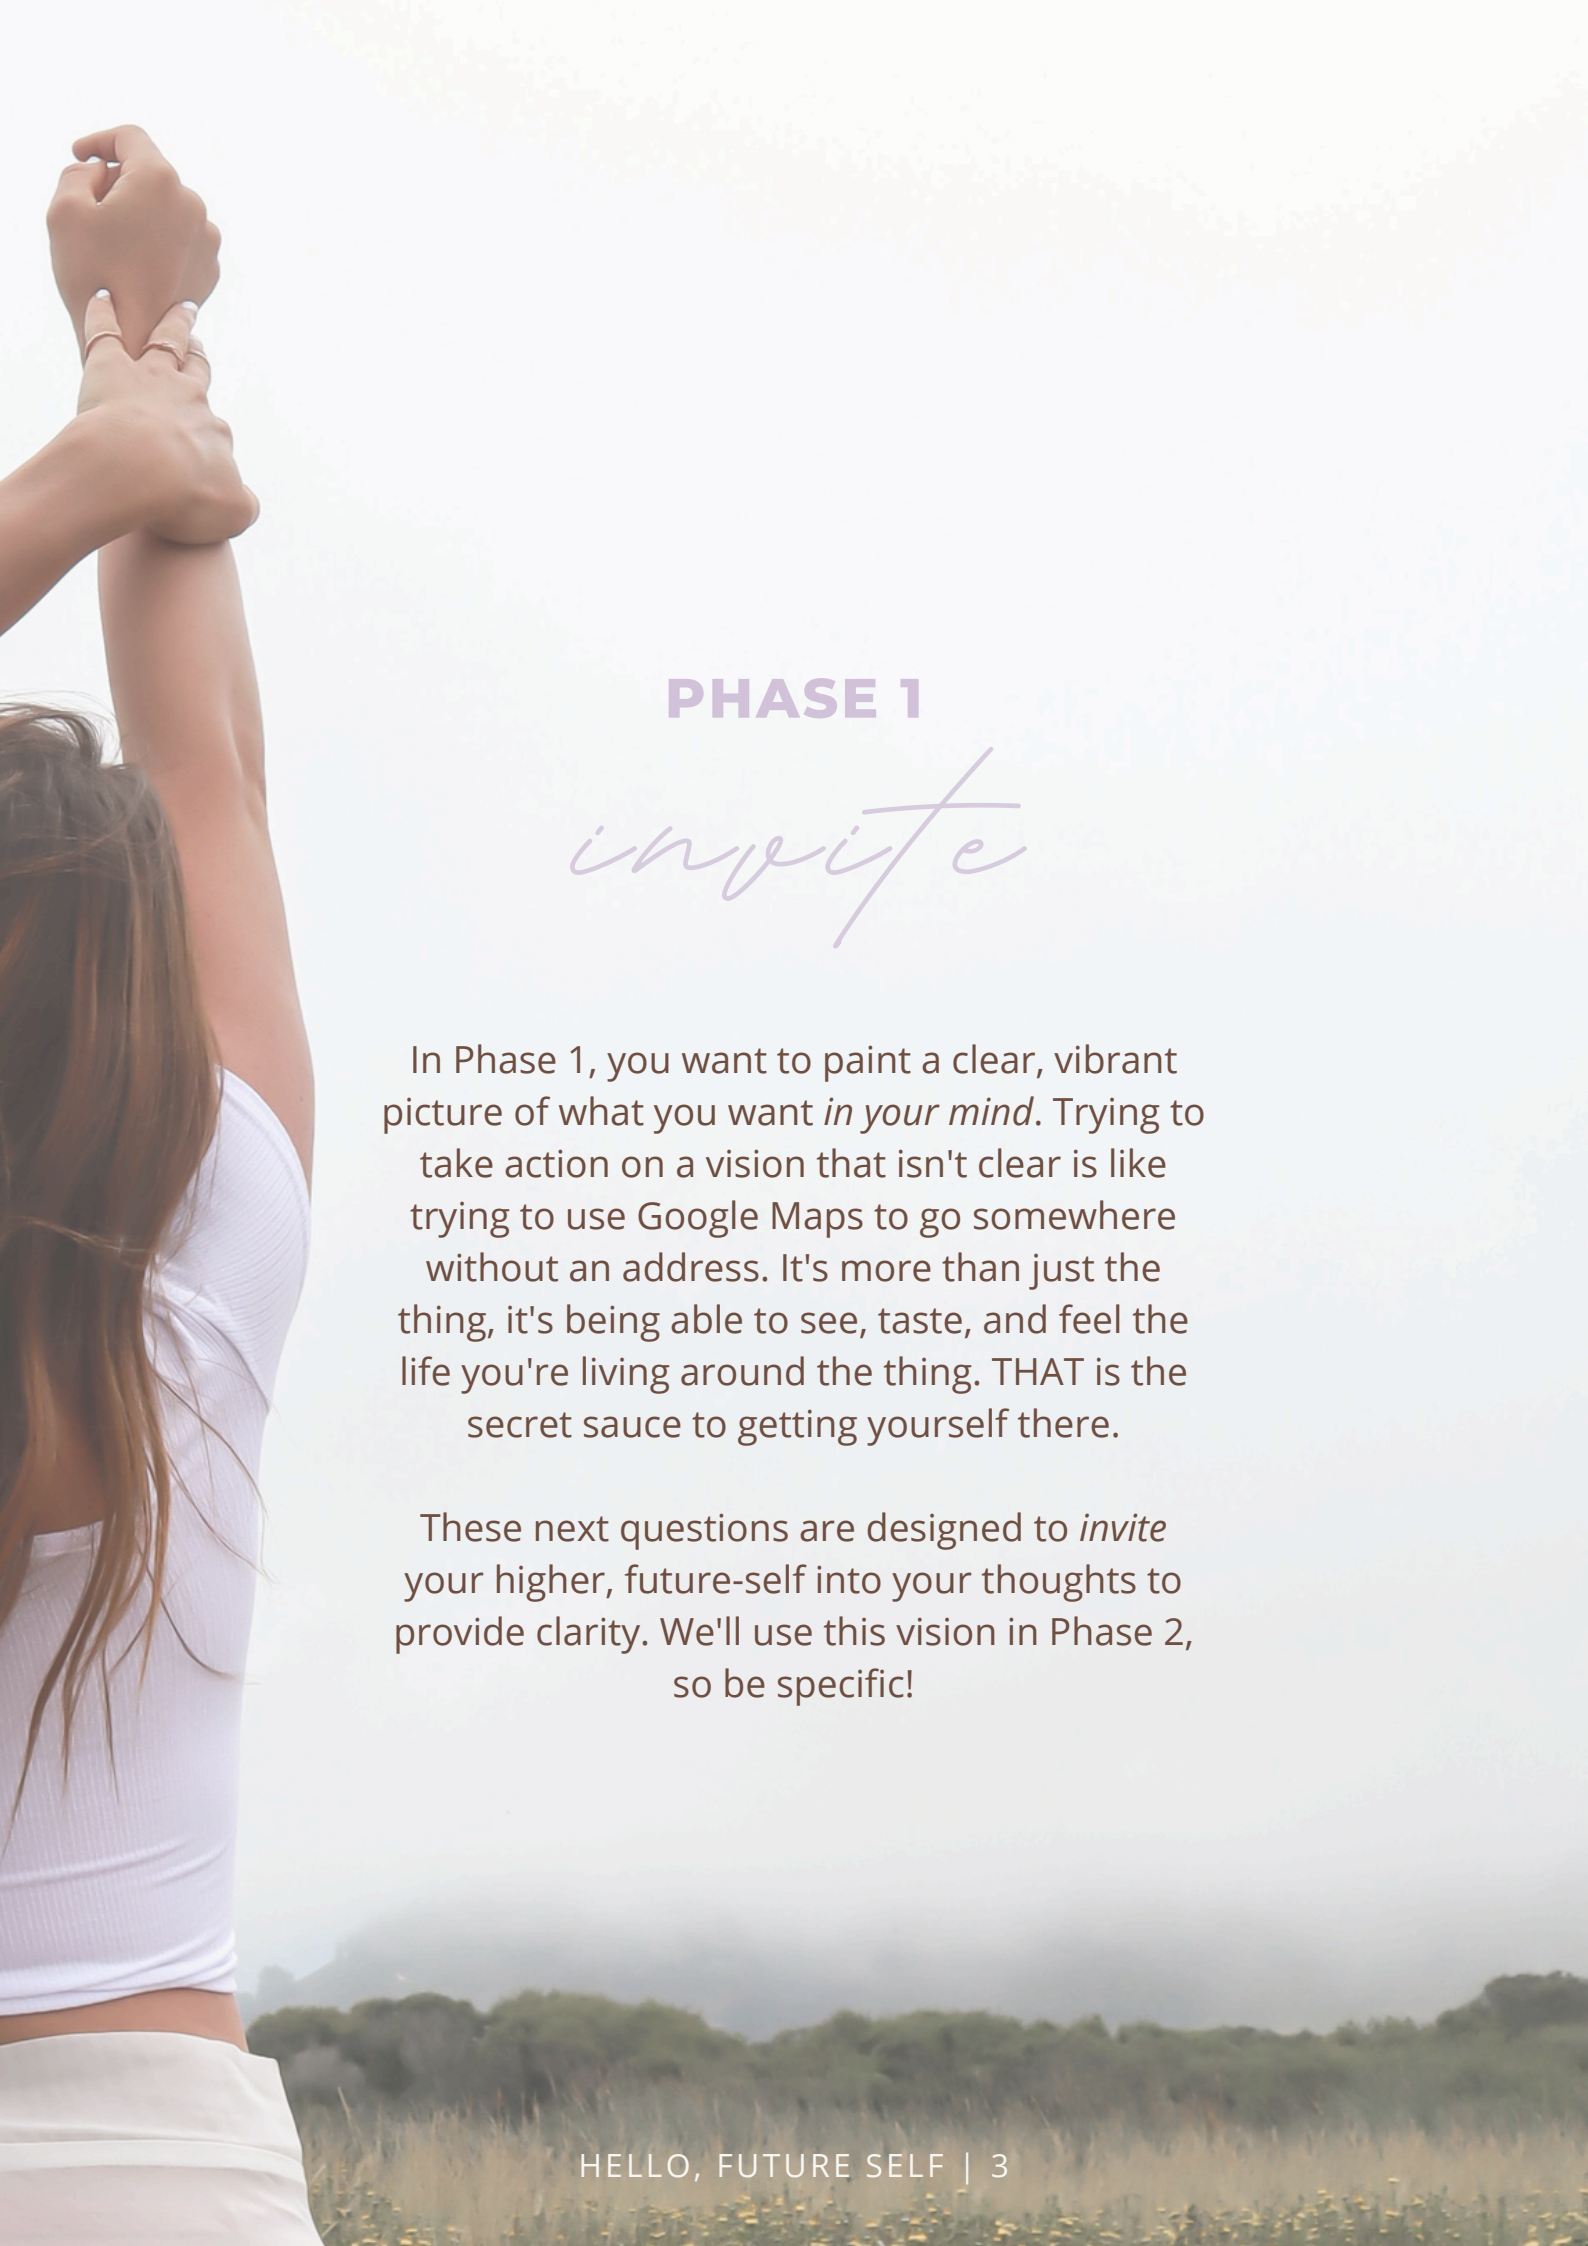 PHASE 1
invite
In Phase 1, you want to paint a clear, vibrant
picture of what you want in your mind. Trying to
take action on a vision that isn't clear is like
trying to use Google Maps to go somewhere
without an address. It's more than just the
thing, it's being able to see, taste, and feel the
life you're living around the thing. THAT is the
secret sauce to getting yourself there.
These next questions are designed to invite
your higher, future-self into your thoughts to
provide clarity. We'll use this vision in Phase 2,
so be specific!
HELLO, FUTURE SELF | 3